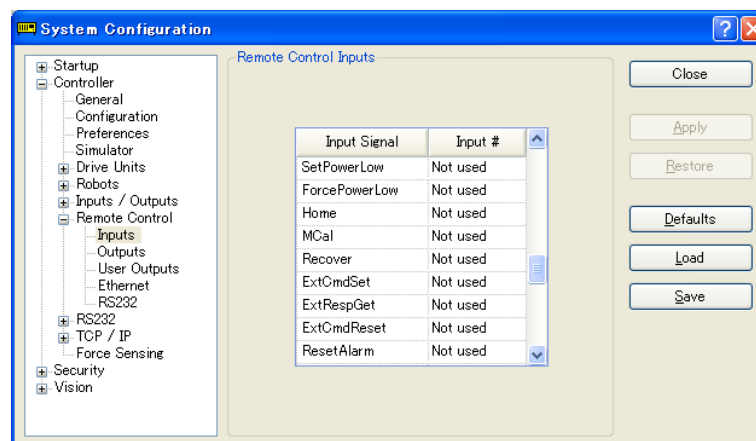 System Configuration
Startup
Controller
General
Configuration
Preferences
Simulator
Drive Units
Robots
Inputs / Outputs
Remote Control
Inputs
Outputs
User Outputs
Ethernet
RS232
RS232
TCP / IP
Force Sensing
Security
Vision
Remote Control Inputs
Input Signal Input #
SetPowerLow Not used
ForcePowerLow Not used
Home Not used
MCal Not used
Recover Not used
ExtCmdSet Not used
ExtRespGet Not used
ExtCmdReset Not used
ResetAlarm Not used
Close
Apply
Restore
Defaults
Load
Save